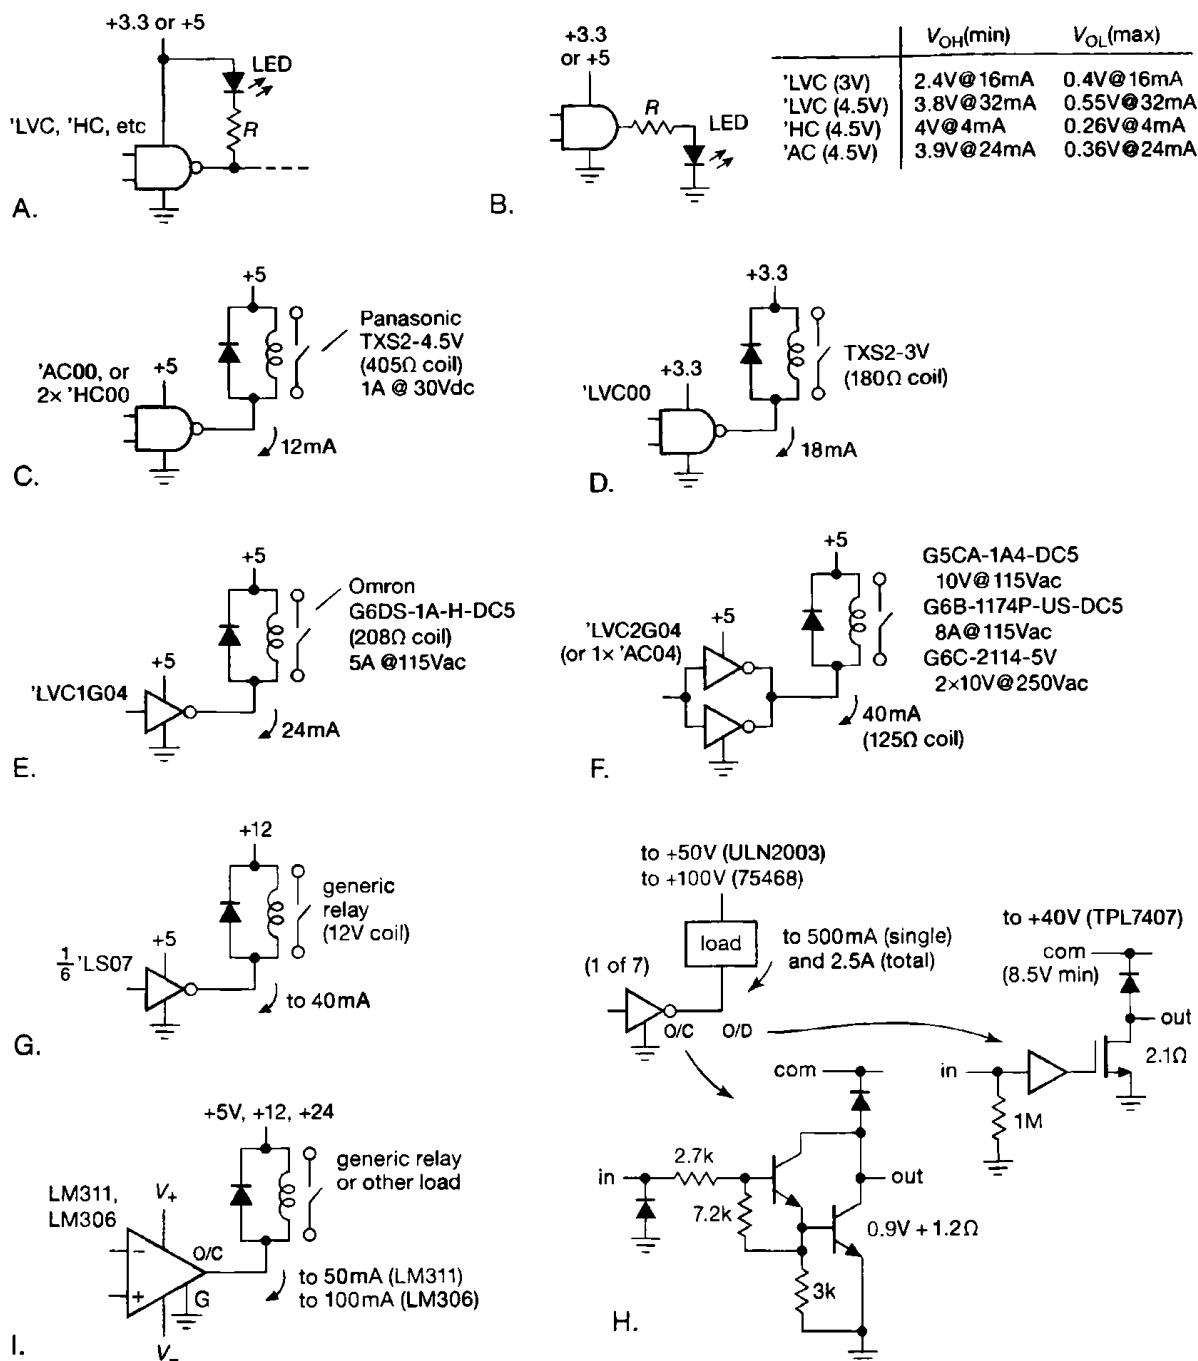 +3.3 or +5
LED
R
'LVC, 'HC, etc
A.
+3.3
or +5
R
LED
B.
VOH(min) VOL(max)
'LVC (3V) 2.4V@16mA 0.4V@16mA
'LVC (4.5V) 3.8V@32mA 0.55V@32mA
'HC (4.5V) 4V@4mA 0.26V@4mA
'AC (4.5V) 3.9V@24mA 0.36V@24mA
+5
Panasonic
TXS2-4.5V
(405Ω coil)
1A @ 30Vdc
'AC00, or
2× 'HC00
+5
12mA
C.
+3.3
TXS2-3V
(180Ω coil)
+3.3
'LVC00
18mA
D.
+5
Omron
G6DS-1A-H-DC5
(208Ω coil)
5A @115Vac
+5
'LVC1G04
24mA
E.
+5
G5CA-1A4-DC5
10V@115Vac
G6B-1174P-US-DC5
8A@115Vac
G6C-2114-5V
2×10V@250Vac
'LVC2G04
(or 1× 'AC04)
+5
40mA
(125Ω coil)
F.
+12
generic
relay
(12V coil)
+5
1/6 'LS07
to 40mA
G.
to +50V (ULN2003)
to +100V (75468)
load
to 500mA (single)
and 2.5A (total)
(1 of 7)
O/C O/D
to +40V (TPL7407)
com
(8.5V min)
out
2.1Ω
in
1M
com
in
2.7k
7.2k
out
0.9V + 1.2Ω
3k
H.
+5V, +12, +24
generic relay
or other load
LM311,
LM306
V+
O/C
−
+
G
V−
to 50mA (LM311)
to 100mA (LM306)
I.